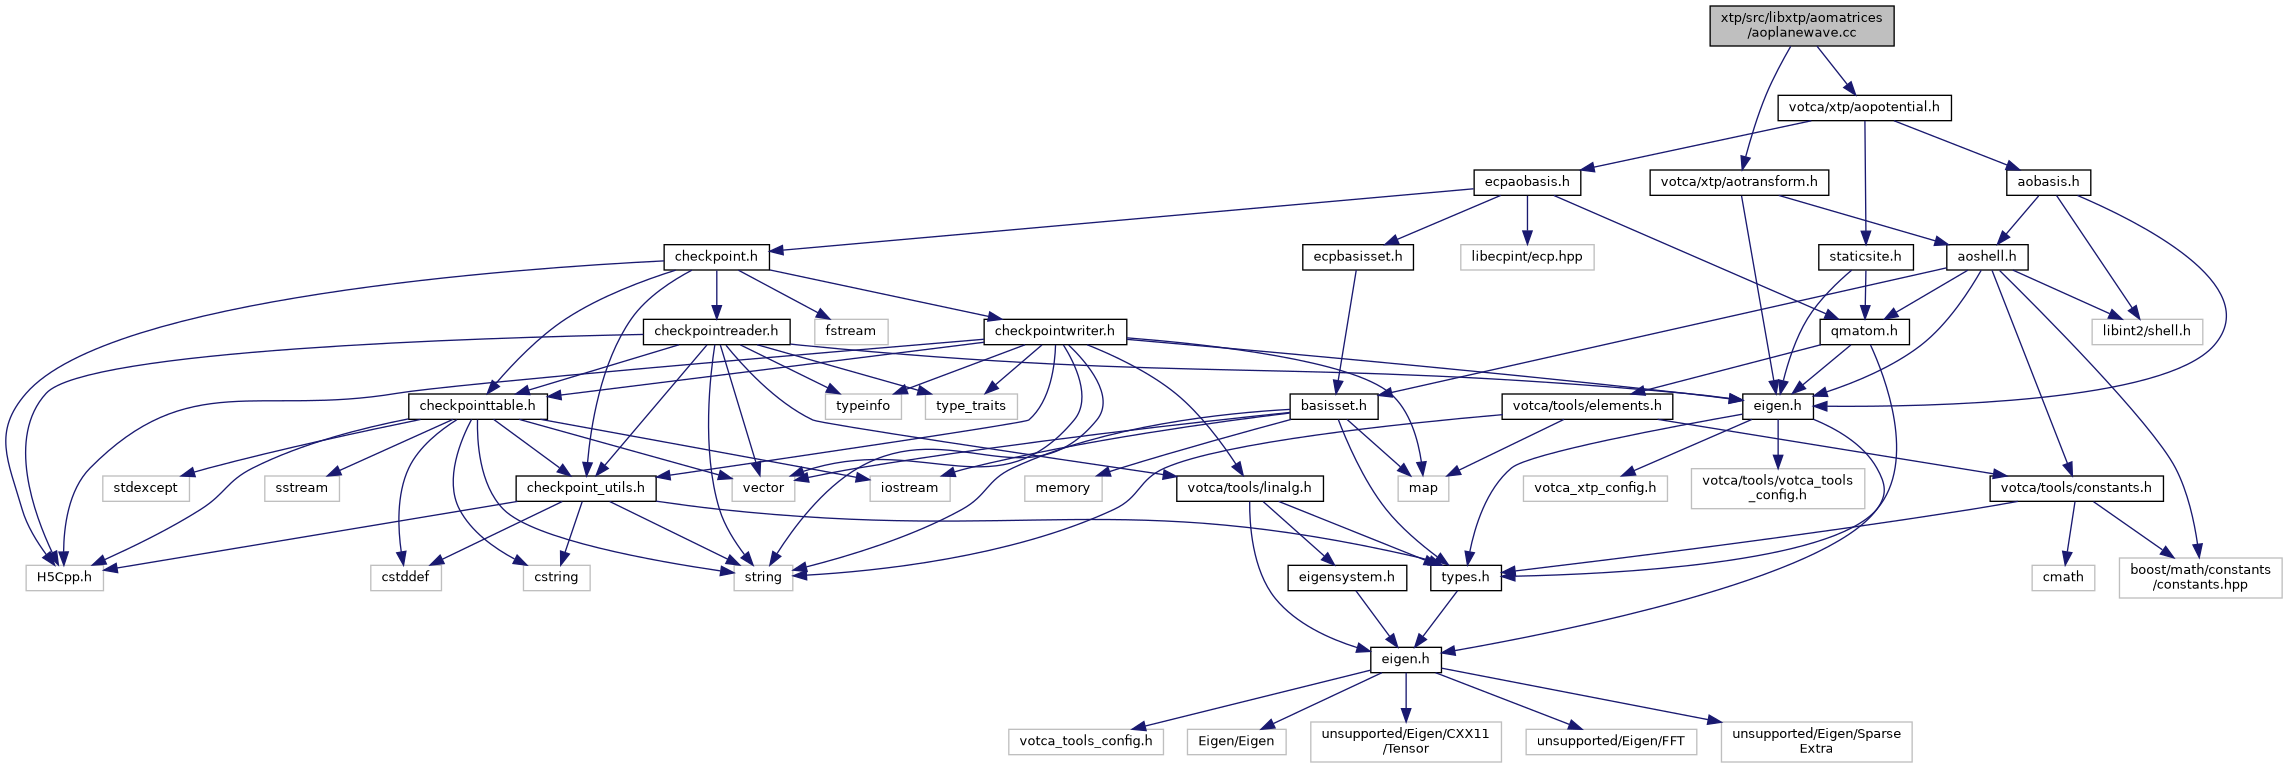 xtp/src/libxtp/aomatrices
/aoplanewave.cc
votca/xtp/aopotential.h
ecpaobasis.h
votca/xtp/aotransform.h
aobasis.h
checkpoint.h
ecpbasisset.h
libecpint/ecp.hpp
staticsite.h
aoshell.h
checkpointreader.h
fstream
checkpointwriter.h
qmatom.h
libint2/shell.h
checkpointtable.h
typeinfo
type_traits
basisset.h
votca/tools/elements.h
eigen.h
stdexcept
sstream
checkpoint_utils.h
vector
iostream
memory
votca/tools/linalg.h
map
votca_xtp_config.h
votca/tools/votca_tools
_config.h
votca/tools/constants.h
H5Cpp.h
cstddef
cstring
string
eigensystem.h
types.h
cmath
boost/math/constants
/constants.hpp
eigen.h
votca_tools_config.h
Eigen/Eigen
unsupported/Eigen/CXX11
/Tensor
unsupported/Eigen/FFT
unsupported/Eigen/Sparse
Extra